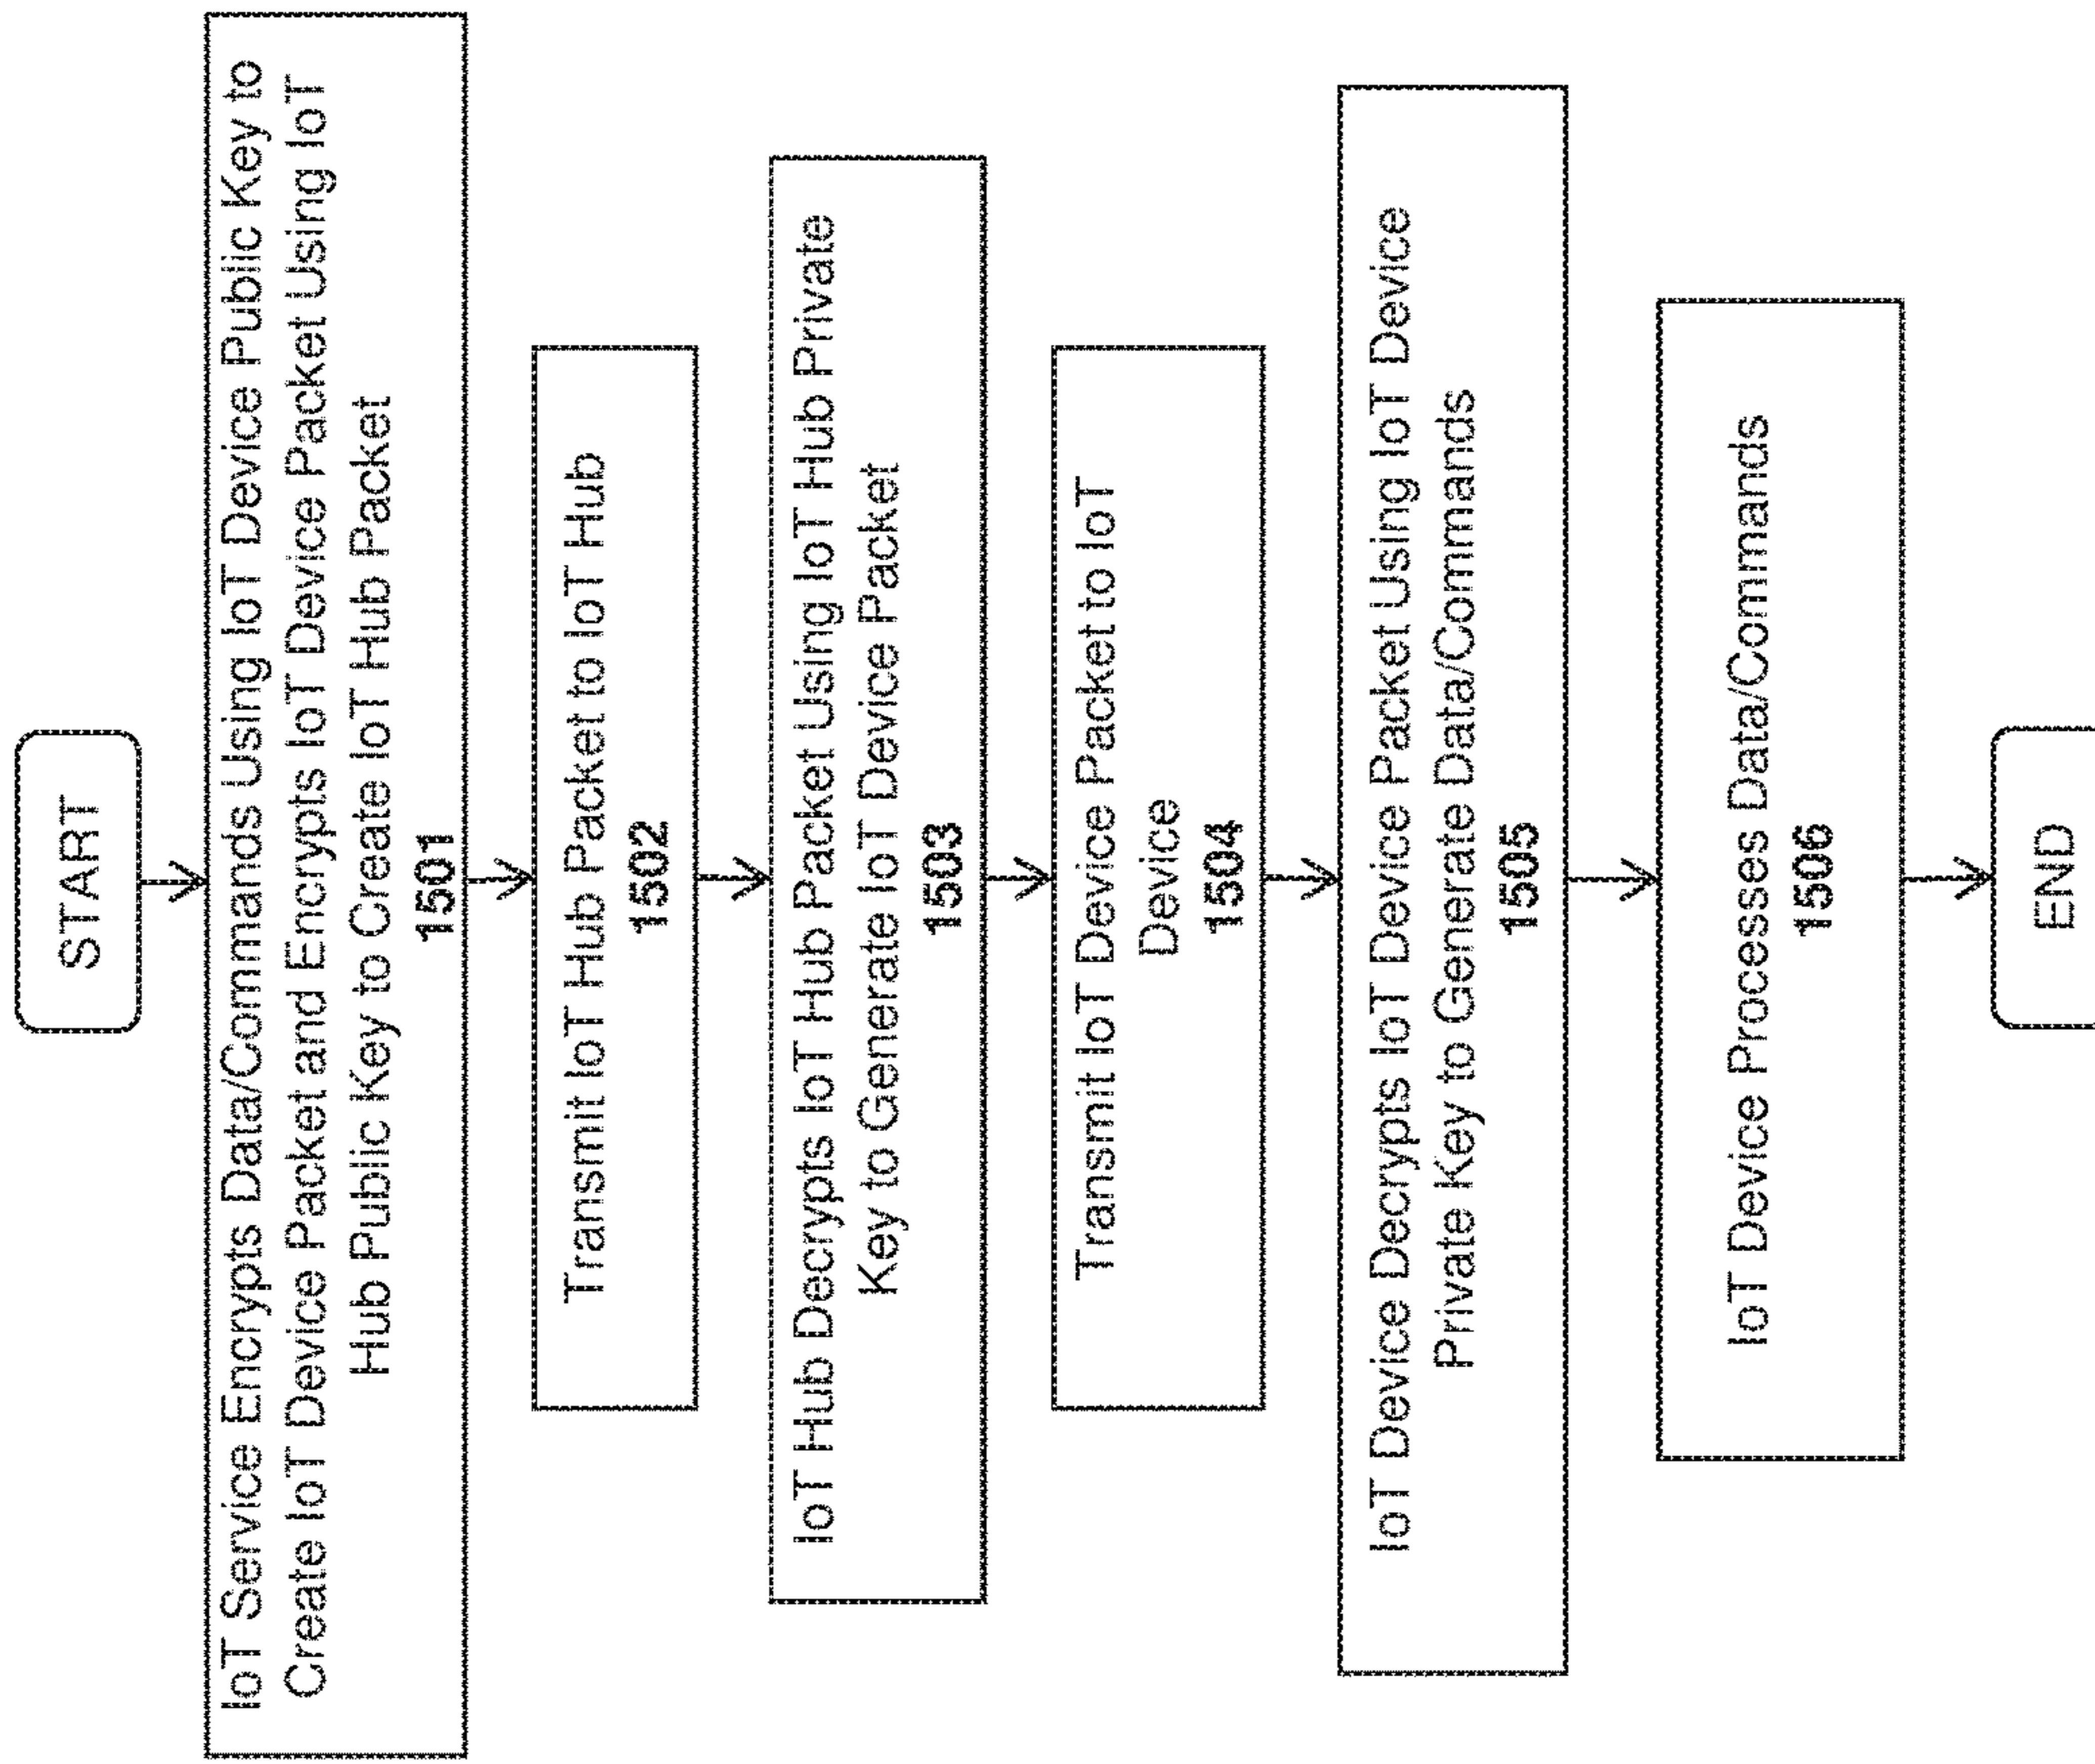 START
IoT Service Encrypts Data/Commands Using IoT Device Public Key to
Create IoT Device Packet and Encrypts IoT Device Packet Using IoT
Hub Public Key to Create IoT Hub Packet
1501
Transmit IoT Hub Packet to IoT Hub
1502
IoT Hub Decrypts IoT Hub Packet Using IoT Hub Private
Key to Generate IoT Device Packet
1503
Transmit IoT Device Packet to IoT
Device
1504
IoT Device Decrypts IoT Device Packet Using IoT Device
Private Key to Generate Data/Commands
1505
IoT Device Processes Data/Commands
1506
END